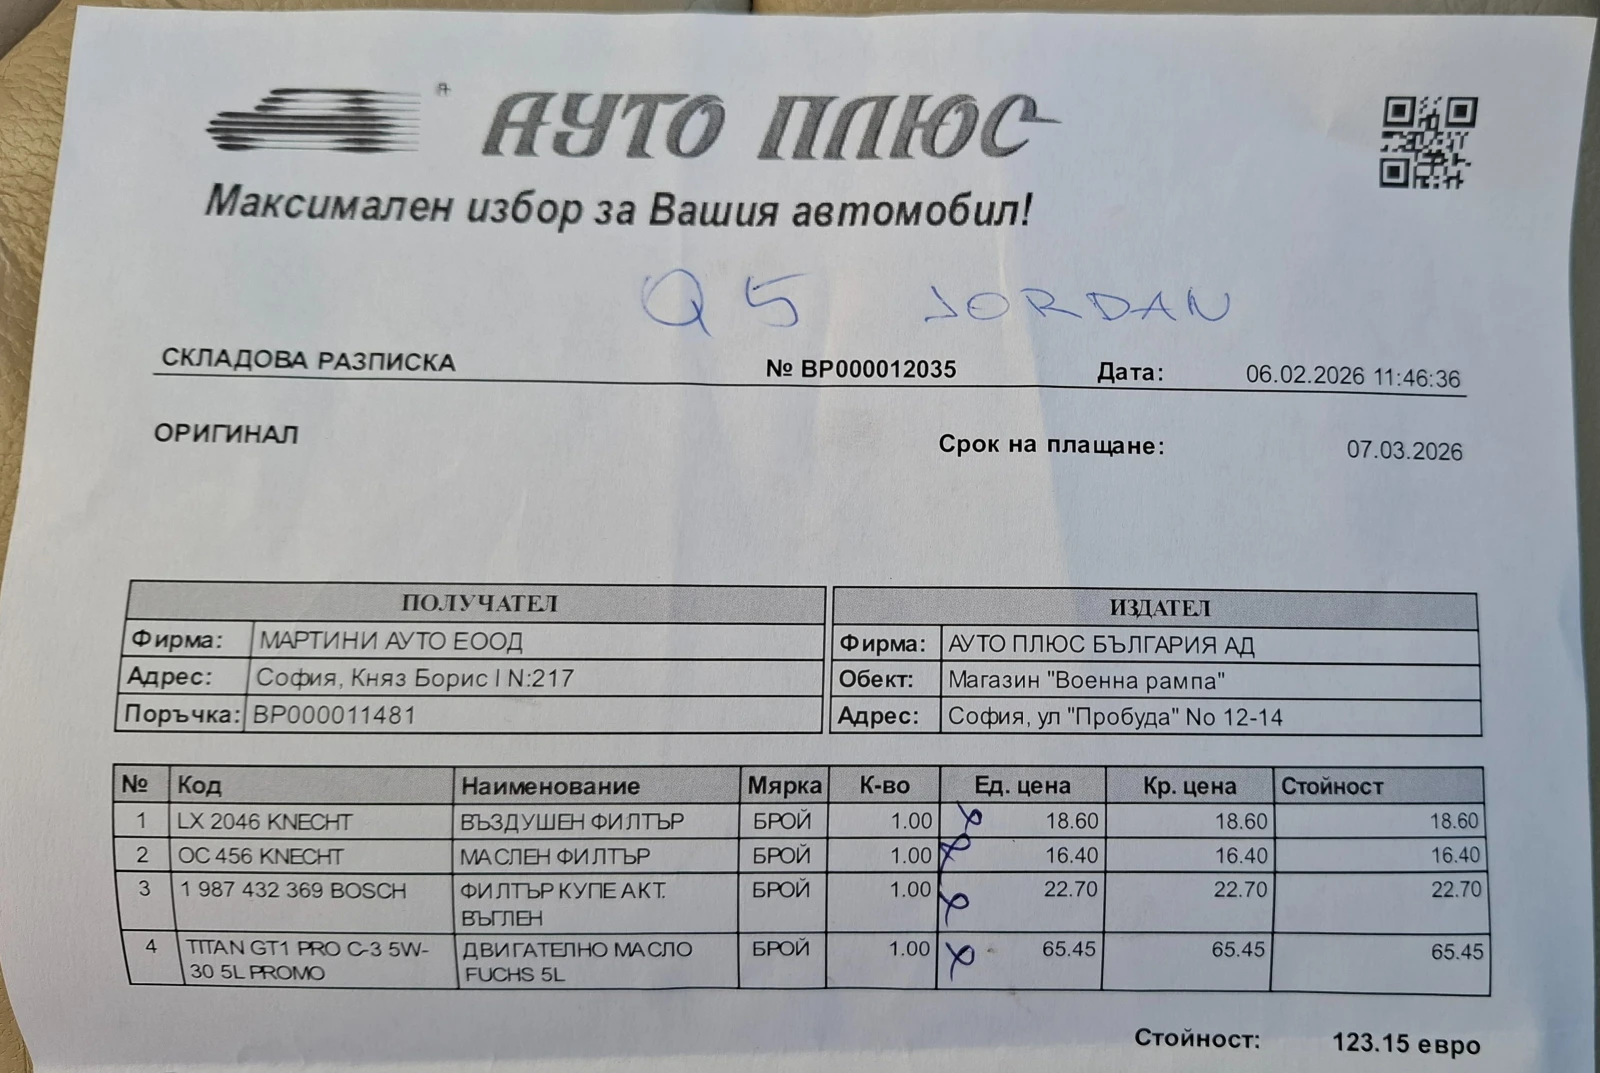 АУТО ПЛЮС
Максимален избор за Вашия автомобил!
Q5 JORDAN
СКЛАДОВА РАЗПИСКА № ВР000012035 Дата: 06.02.2026 11:46:36
ОРИГИНАЛ Срок на плащане: 07.03.2026
ПОЛУЧАТЕЛ ИЗДАТЕЛ
Фирма: МАРТИНИ АУТО ЕООД Фирма: АУТО ПЛЮС БЪЛГАРИЯ АД
Адрес: София, Княз Борис I N:217 Обект: Магазин "Военна рампа"
Поръчка: ВР000011481 Адрес: София, ул "Пробуда" No 12-14
№ Код Наименование Мярка К-во Ед. цена Кр. цена Стойност
1 LX 2046 KNECHT ВЪЗДУШЕН ФИЛТЪР БРОЙ 1.00 18.60 18.60 18.60
2 OC 456 KNECHT МАСЛЕН ФИЛТЪР БРОЙ 1.00 16.40 16.40 16.40
3 1 987 432 369 BOSCH ФИЛТЪР КУПЕ АКТ. БРОЙ 1.00 22.70 22.70 22.70
ВЪГЛЕН
4 TITAN GT1 PRO C-3 5W- ДВИГАТЕЛНО МАСЛО БРОЙ 1.00 65.45 65.45 65.45
30 5L PROMO FUCHS 5L
Стойност: 123.15 евро